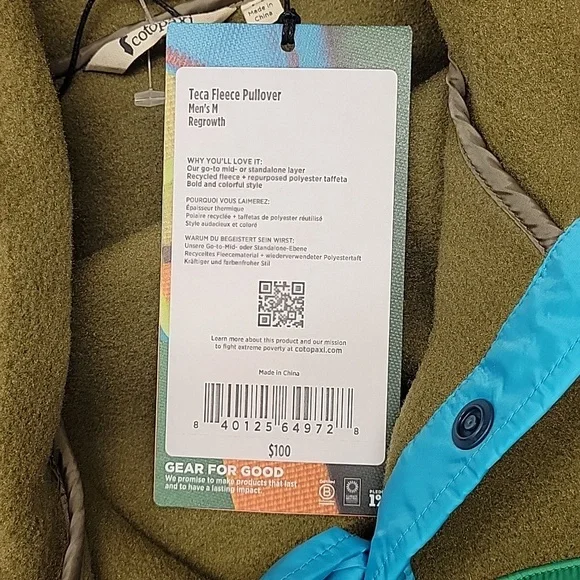 cotopaxi
Made in
China
Teca Fleece Pullover
Men's M
Regrowth
WHY YOU'LL LOVE IT:
Our go-to mid- or standalone layer
Recycled fleece + repurposed polyester taffeta
Bold and colorful style
POURQUOI VOUS L'AIMEREZ:
Épaisseur thermique
Polaire recyclée + taffetas de polyester réutilisé
Style audacieux et coloré
WARUM DU BEGEISTERT SEIN WIRST:
Unsere Go-to-Mid- oder Standalone-Ebene
Recyceltes Fleecematerial + wiederverwendeter Polyestertaft
Kräftiger und farbenfroher Stil
Learn more about this product and our mission
to fight extreme poverty at cotopaxi.com
Made in China
8 40125 64972 8
$100
GEAR FOR GOOD
We promise to make products that last
and to have a lasting impact.
Certified
B